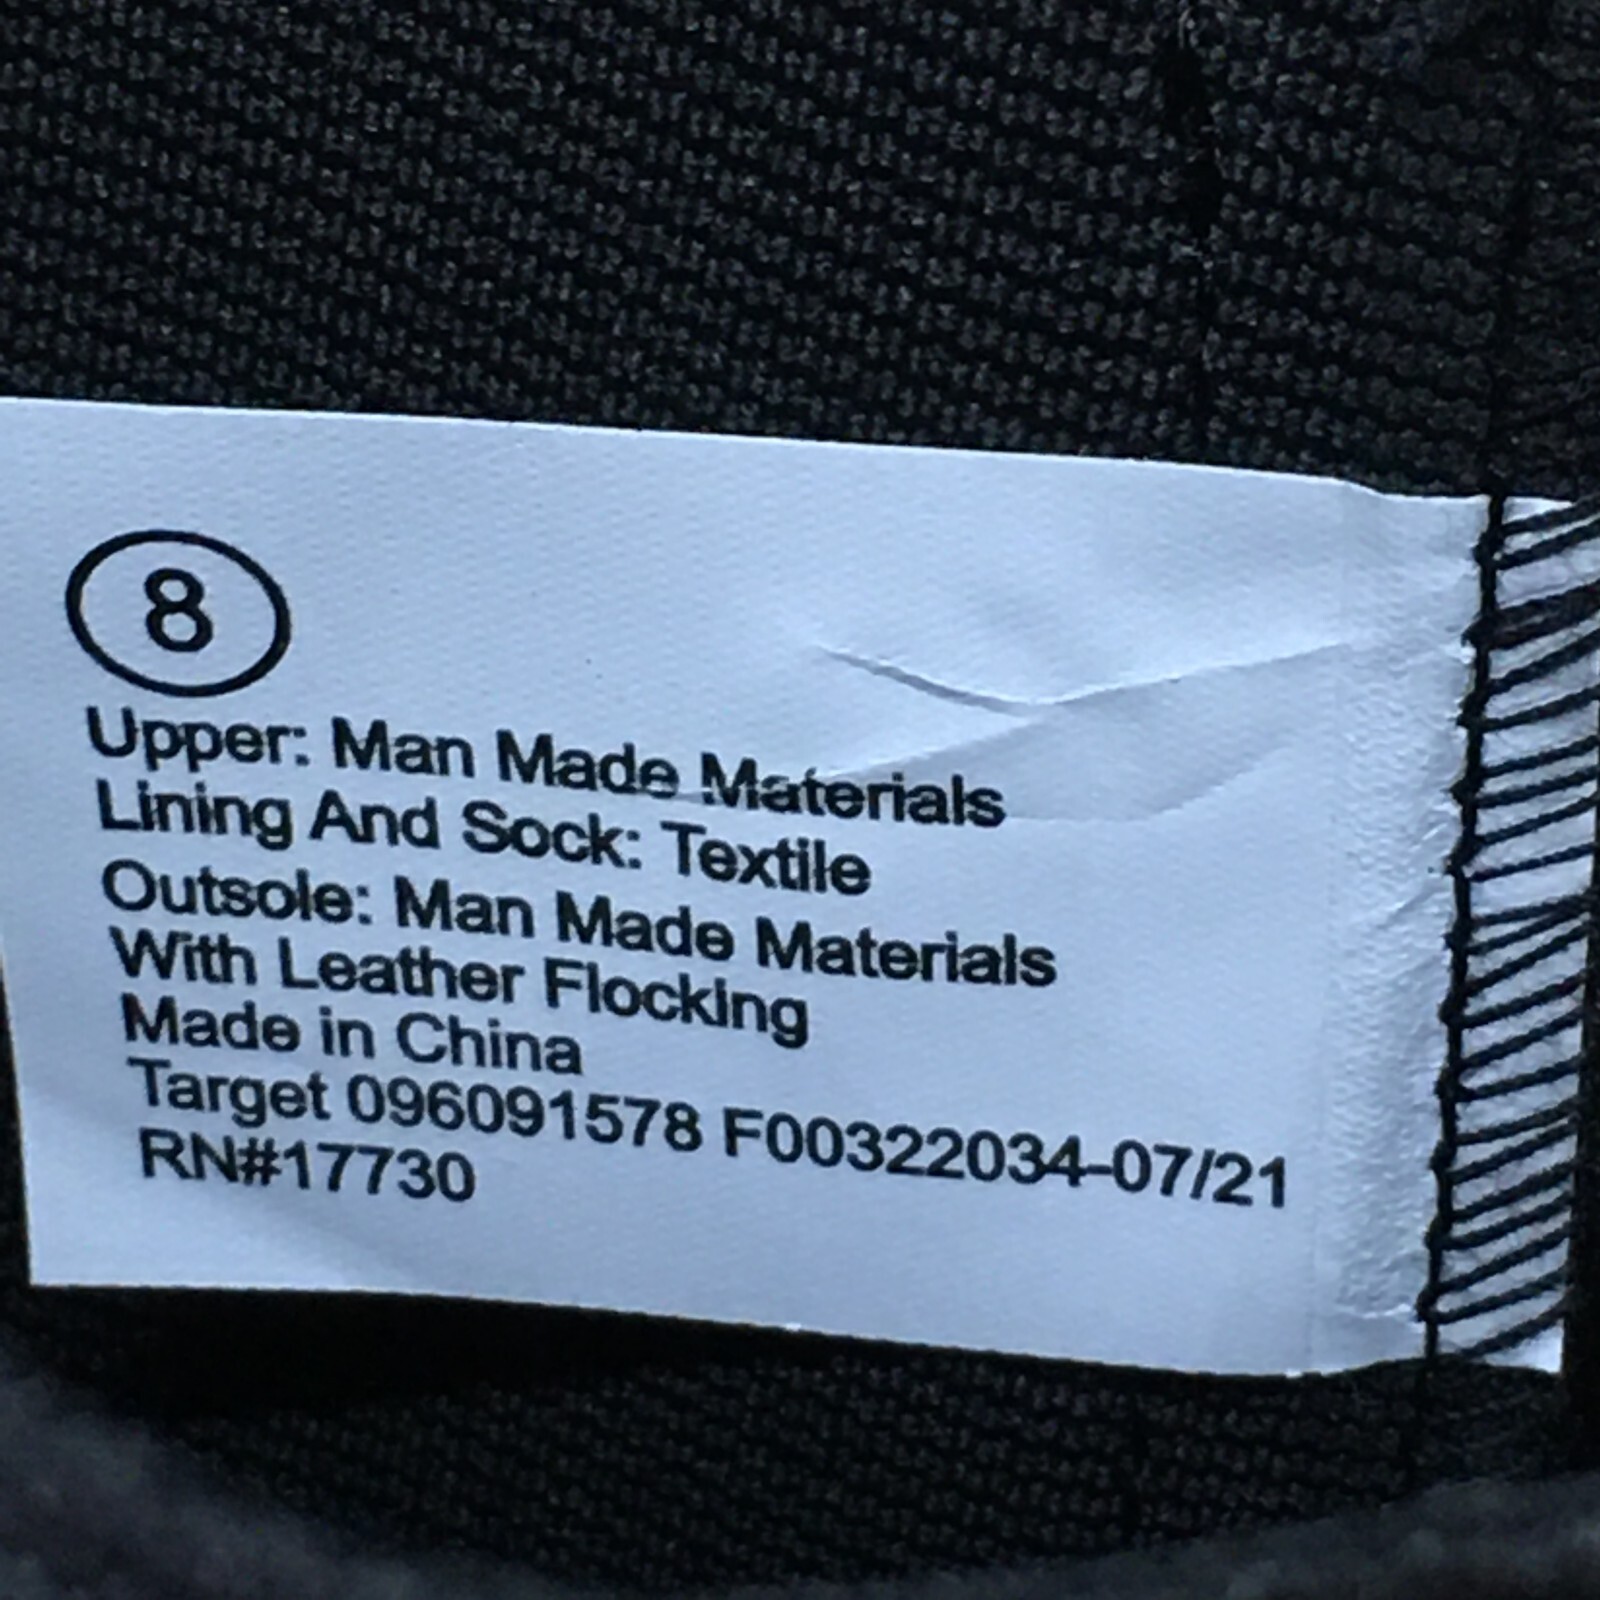 8
Upper: Man Made Materials
Lining And Sock: Textile
Outsole: Man Made Materials
With Leather Flocking
Made in China
Target 096091578 F00322034-07/21
RN#17730